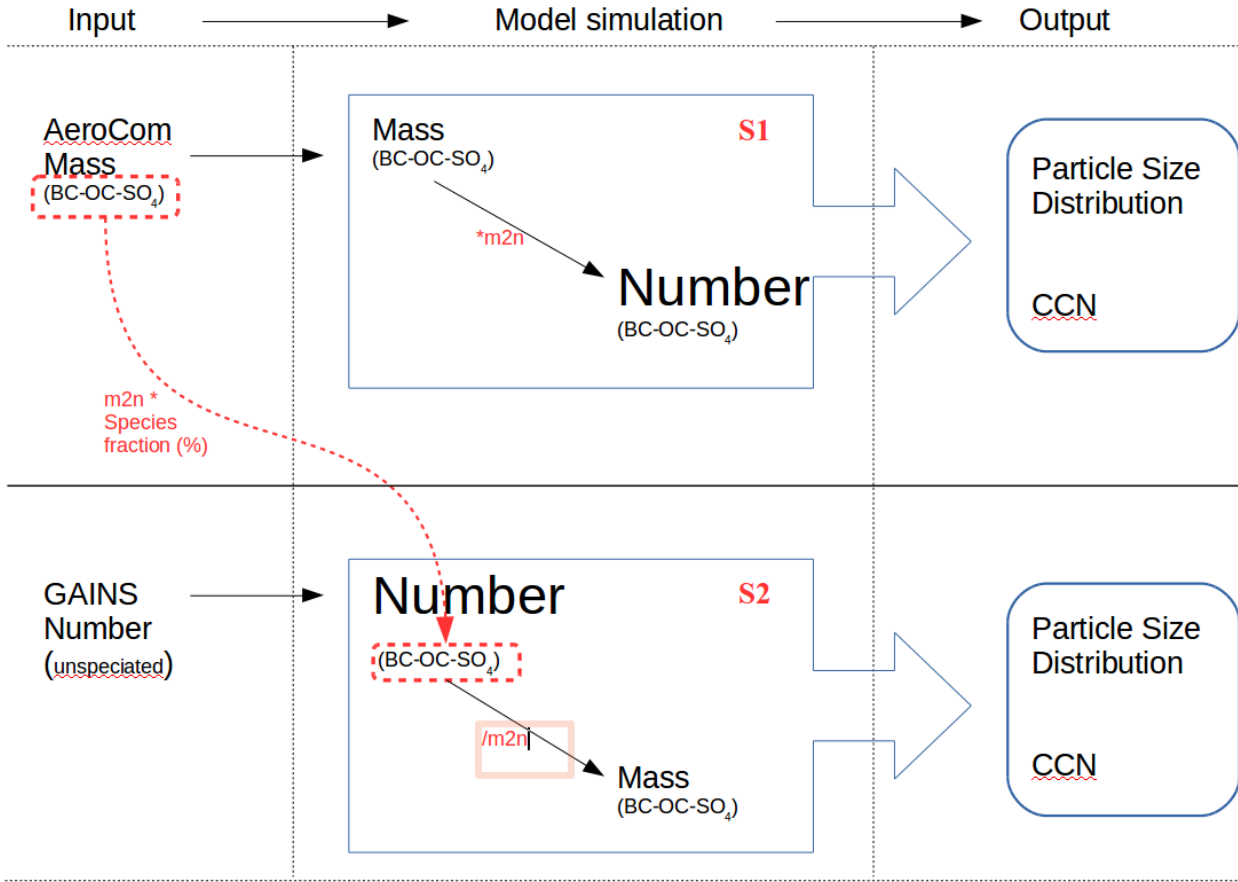 Input
Model simulation
Output
AeroCom
Mass
(BC-OC-SO₄)
Mass
(BC-OC-SO₄)
S1
*m2n
Number
(BC-OC-SO₄)
Particle Size
Distribution
CCN
m2n *
Species
fraction (%)
GAINS
Number
(unspeciated)
Number
(BC-OC-SO₄)
S2
/m2n
Mass
(BC-OC-SO₄)
Particle Size
Distribution
CCN